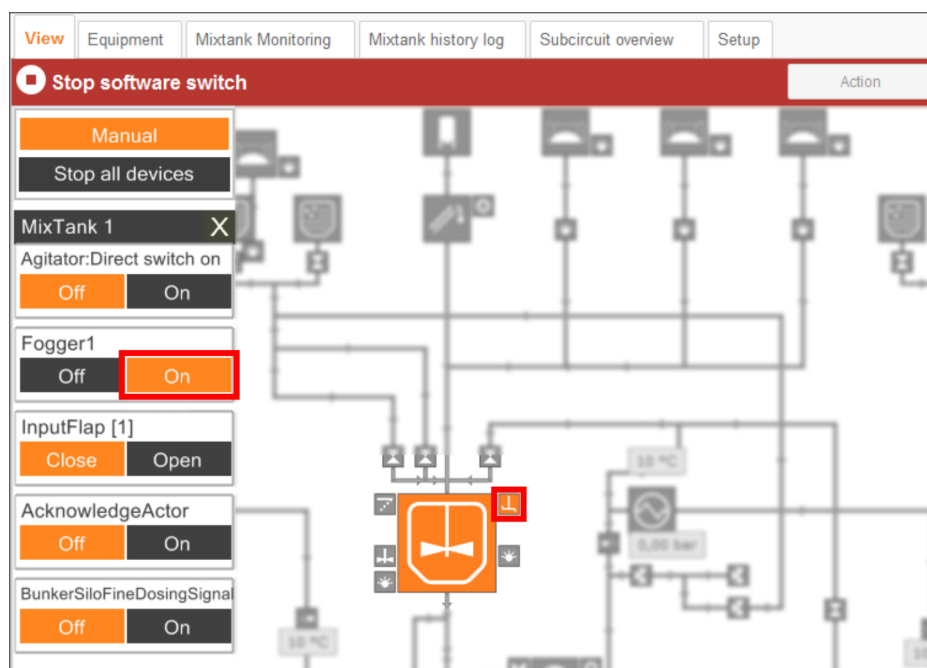 View Equipment Mixtank Monitoring Mixtank history log Subcircuit overview Setup
Stop software switch Action
Manual
Stop all devices
MixTank 1 X
Agitator:Direct switch on
Off On
Fogger1
Off On
InputFlap [1]
Close Open
AcknowledgeActor
Off On
BunkerSiloFineDosingSignal
Off On
10 °C
0,00 bar
10 °C